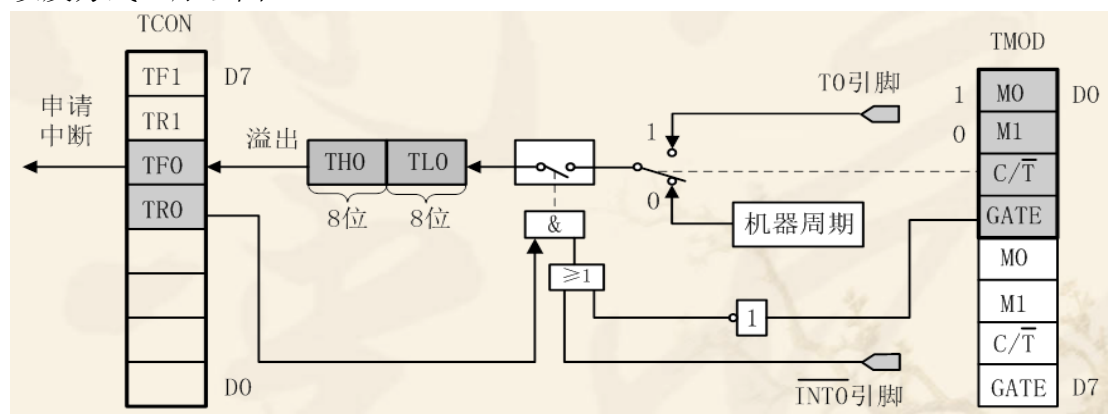 TCON
TF1
D7
TR1
TF0
TR0
D0
申请
中断
溢出
TH0
TL0
8位
8位
&
≥1
1
1
0
T0引脚
机器周期
INT0引脚
TMOD
1
M0
D0
0
M1
C/T
GATE
M0
M1
C/T
GATE
D7